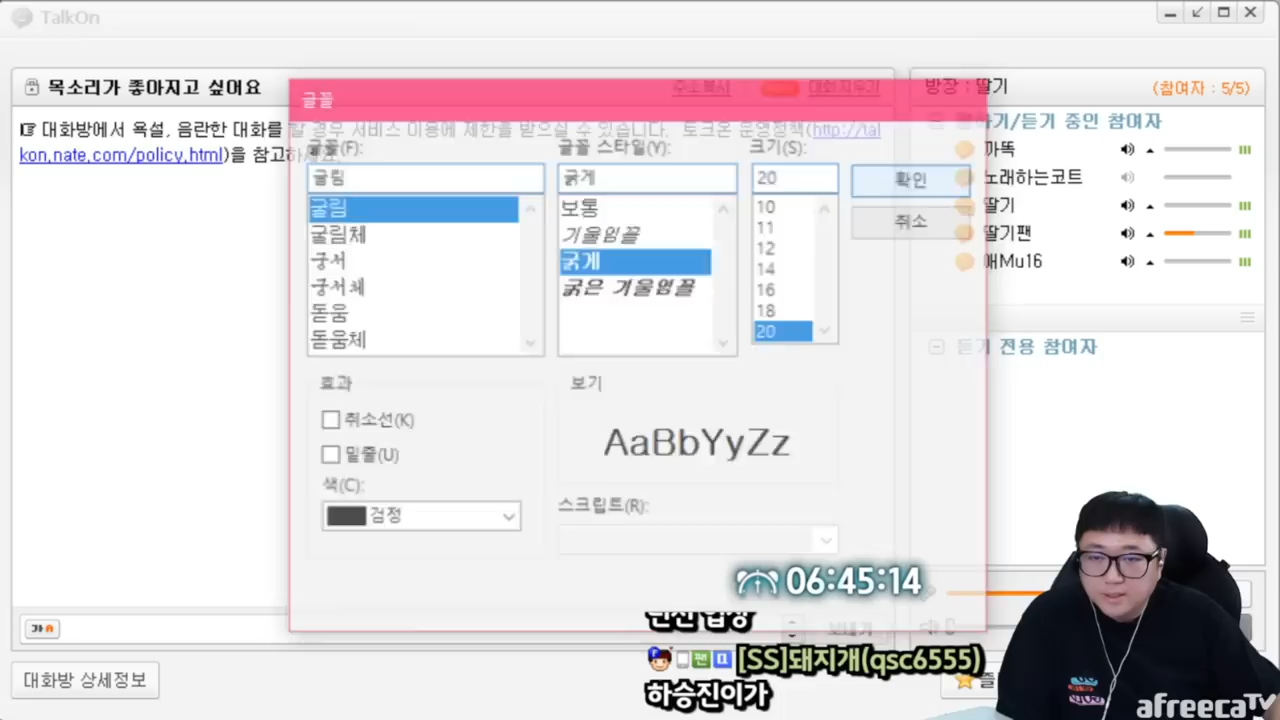 TalkOn
목소리가 좋아지고 싶어요
주소복사
대화지우기
방장 : 딸기
(참여자 : 5/5)
글꼴
☞ 대화방에서 욕설, 음란한 대화를 할 경우 서비스 이용에 제한을 받으실 수 있습니다. 토크온 운영정책(http://tal
kon.nate.com/policy.html)을 참고하세요.
말하기/듣기 중인 참여자
까똑
노래하는코트
딸기
딸기팬
애Mu16
듣기 전용 참여자
글꼴(F):
굴림
굴림
굴림체
궁서
궁서체
돋움
돋움체
글꼴 스타일(Y):
굵게
보통
기울임꼴
굵게
굵은 기울임꼴
크기(S):
20
10
11
12
14
16
18
20
확인
취소
효과
취소선(K)
밑줄(U)
색(C):
검정
보기
AaBbYyZz
스크립트(R):
06:45:14
가
보내기
팬
[SS]돼지개(qsc6555)
하승진이가
대화방 상세정보
즐
afreecaTV